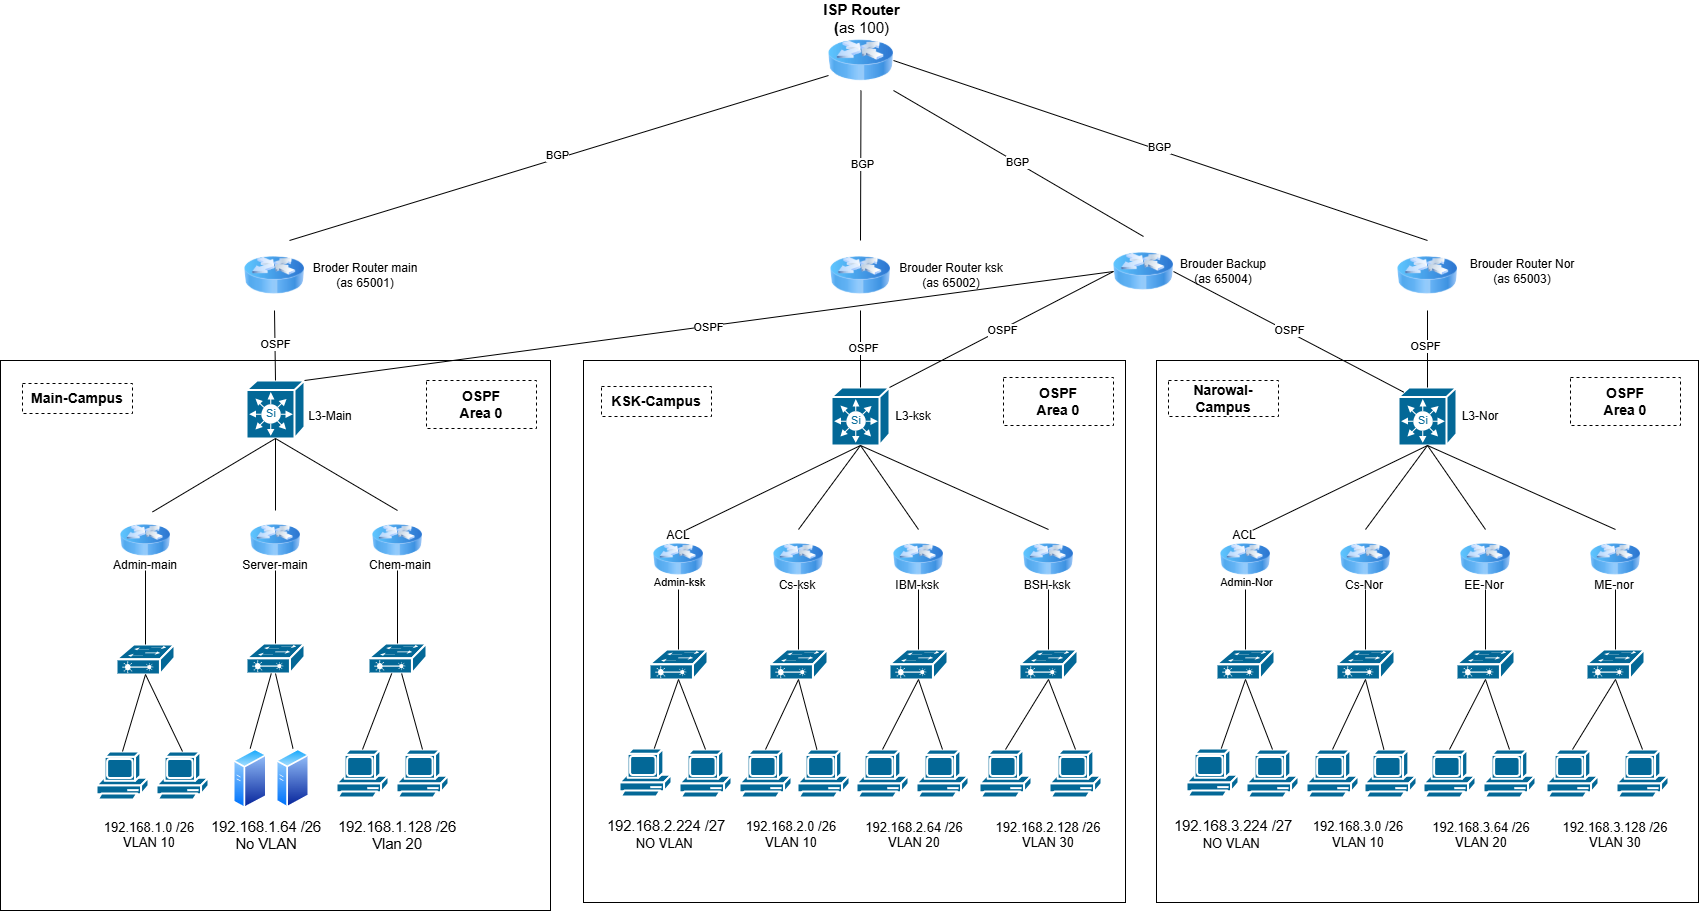 ISP Router
(as 100)
BGP
BGP
BGP
BGP
Broder Router main
(as 65001)
Brouder Router ksk
(as 65002)
Brouder Backup
(as 65004)
Brouder Router Nor
(as 65003)
OSPF
OSPF
OSPF
OSPF
OSPF
OSPF
Main-Campus
OSPF
Area 0
L3-Main
Admin-main
Server-main
Chem-main
192.168.1.0 /26
VLAN 10
192.168.1.64 /26
No VLAN
192.168.1.128 /26
Vlan 20
KSK-Campus
OSPF
Area 0
L3-ksk
ACL
Admin-ksk
Cs-ksk
IBM-ksk
BSH-ksk
192.168.2.224 /27
NO VLAN
192.168.2.0 /26
VLAN 10
192.168.2.64 /26
VLAN 20
192.168.2.128 /26
VLAN 30
Narowal-
Campus
OSPF
Area 0
L3-Nor
ACL
Admin-Nor
Cs-Nor
EE-Nor
ME-nor
192.168.3.224 /27
NO VLAN
192.168.3.0 /26
VLAN 10
192.168.3.64 /26
VLAN 20
192.168.3.128 /26
VLAN 30
Si
Si
Si